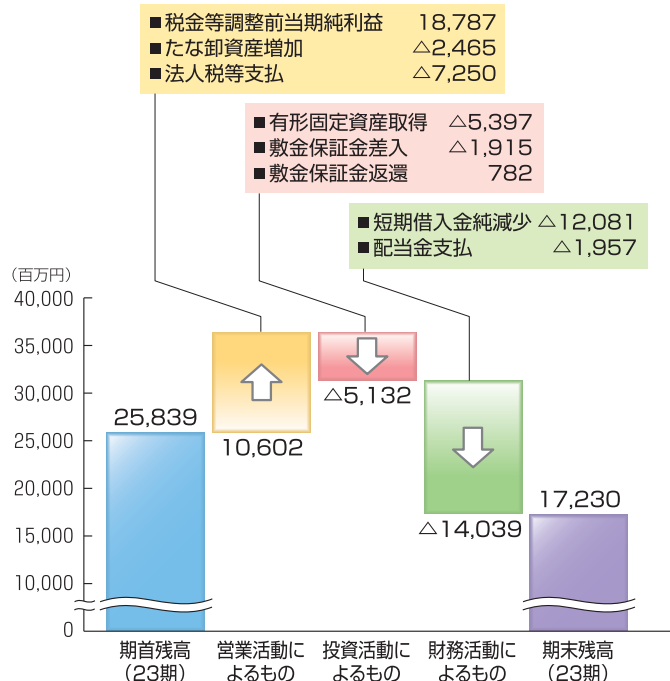 ■税金等調整前当期純利益 18,787
■たな卸資産増加 △2,465
■法人税等支払 △7,250
■有形固定資産取得 △5,397
■敷金保証金差入 △1,915
■敷金保証金返還 782
■短期借入金純減少 △12,081
■配当金支払 △1,957
(百万円)
40,000
35,000
30,000
25,000
20,000
15,000
10,000
0
25,839
10,602
△5,132
△14,039
17,230
期首残高
(23期)
営業活動に
よるもの
投資活動に
よるもの
財務活動に
よるもの
期末残高
(23期)